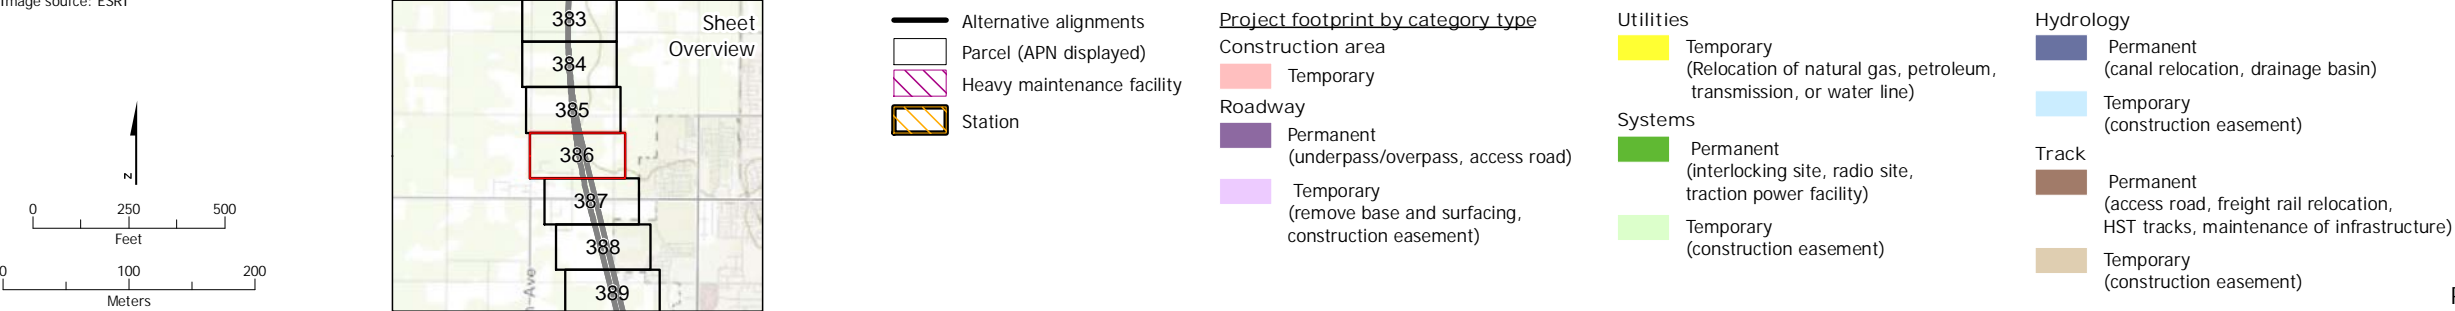 Image source: ESRI
N
0 250 500
Feet
0 100 200
Meters
Sheet
Overview
383
384
385
386
387
388
389
-Ave
Alternative alignments
Parcel (APN displayed)
Heavy maintenance facility
Station
Project footprint by category type
Construction area
Temporary
Roadway
Permanent
(underpass/overpass, access road)
Temporary
(remove base and surfacing,
construction easement)
Utilities
Temporary
(Relocation of natural gas, petroleum,
transmission, or water line)
Systems
Permanent
(interlocking site, radio site,
traction power facility)
Temporary
(construction easement)
Hydrology
Permanent
(canal relocation, drainage basin)
Temporary
(construction easement)
Track
Permanent
(access road, freight rail relocation,
HST tracks, maintenance of infrastructure)
Temporary
(construction easement)